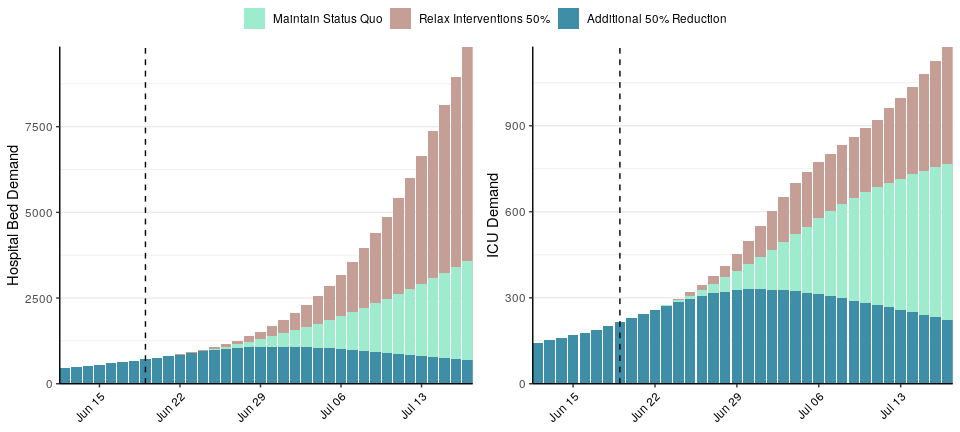 Maintain Status Quo Relax Interventions 50% Additional 50% Reduction
Hospital Bed Demand
7500
5000
2500
0
Jun 15 Jun 22 Jun 29 Jul 06 Jul 13
ICU Demand
900
600
300
0
Jun 15 Jun 22 Jun 29 Jul 06 Jul 13